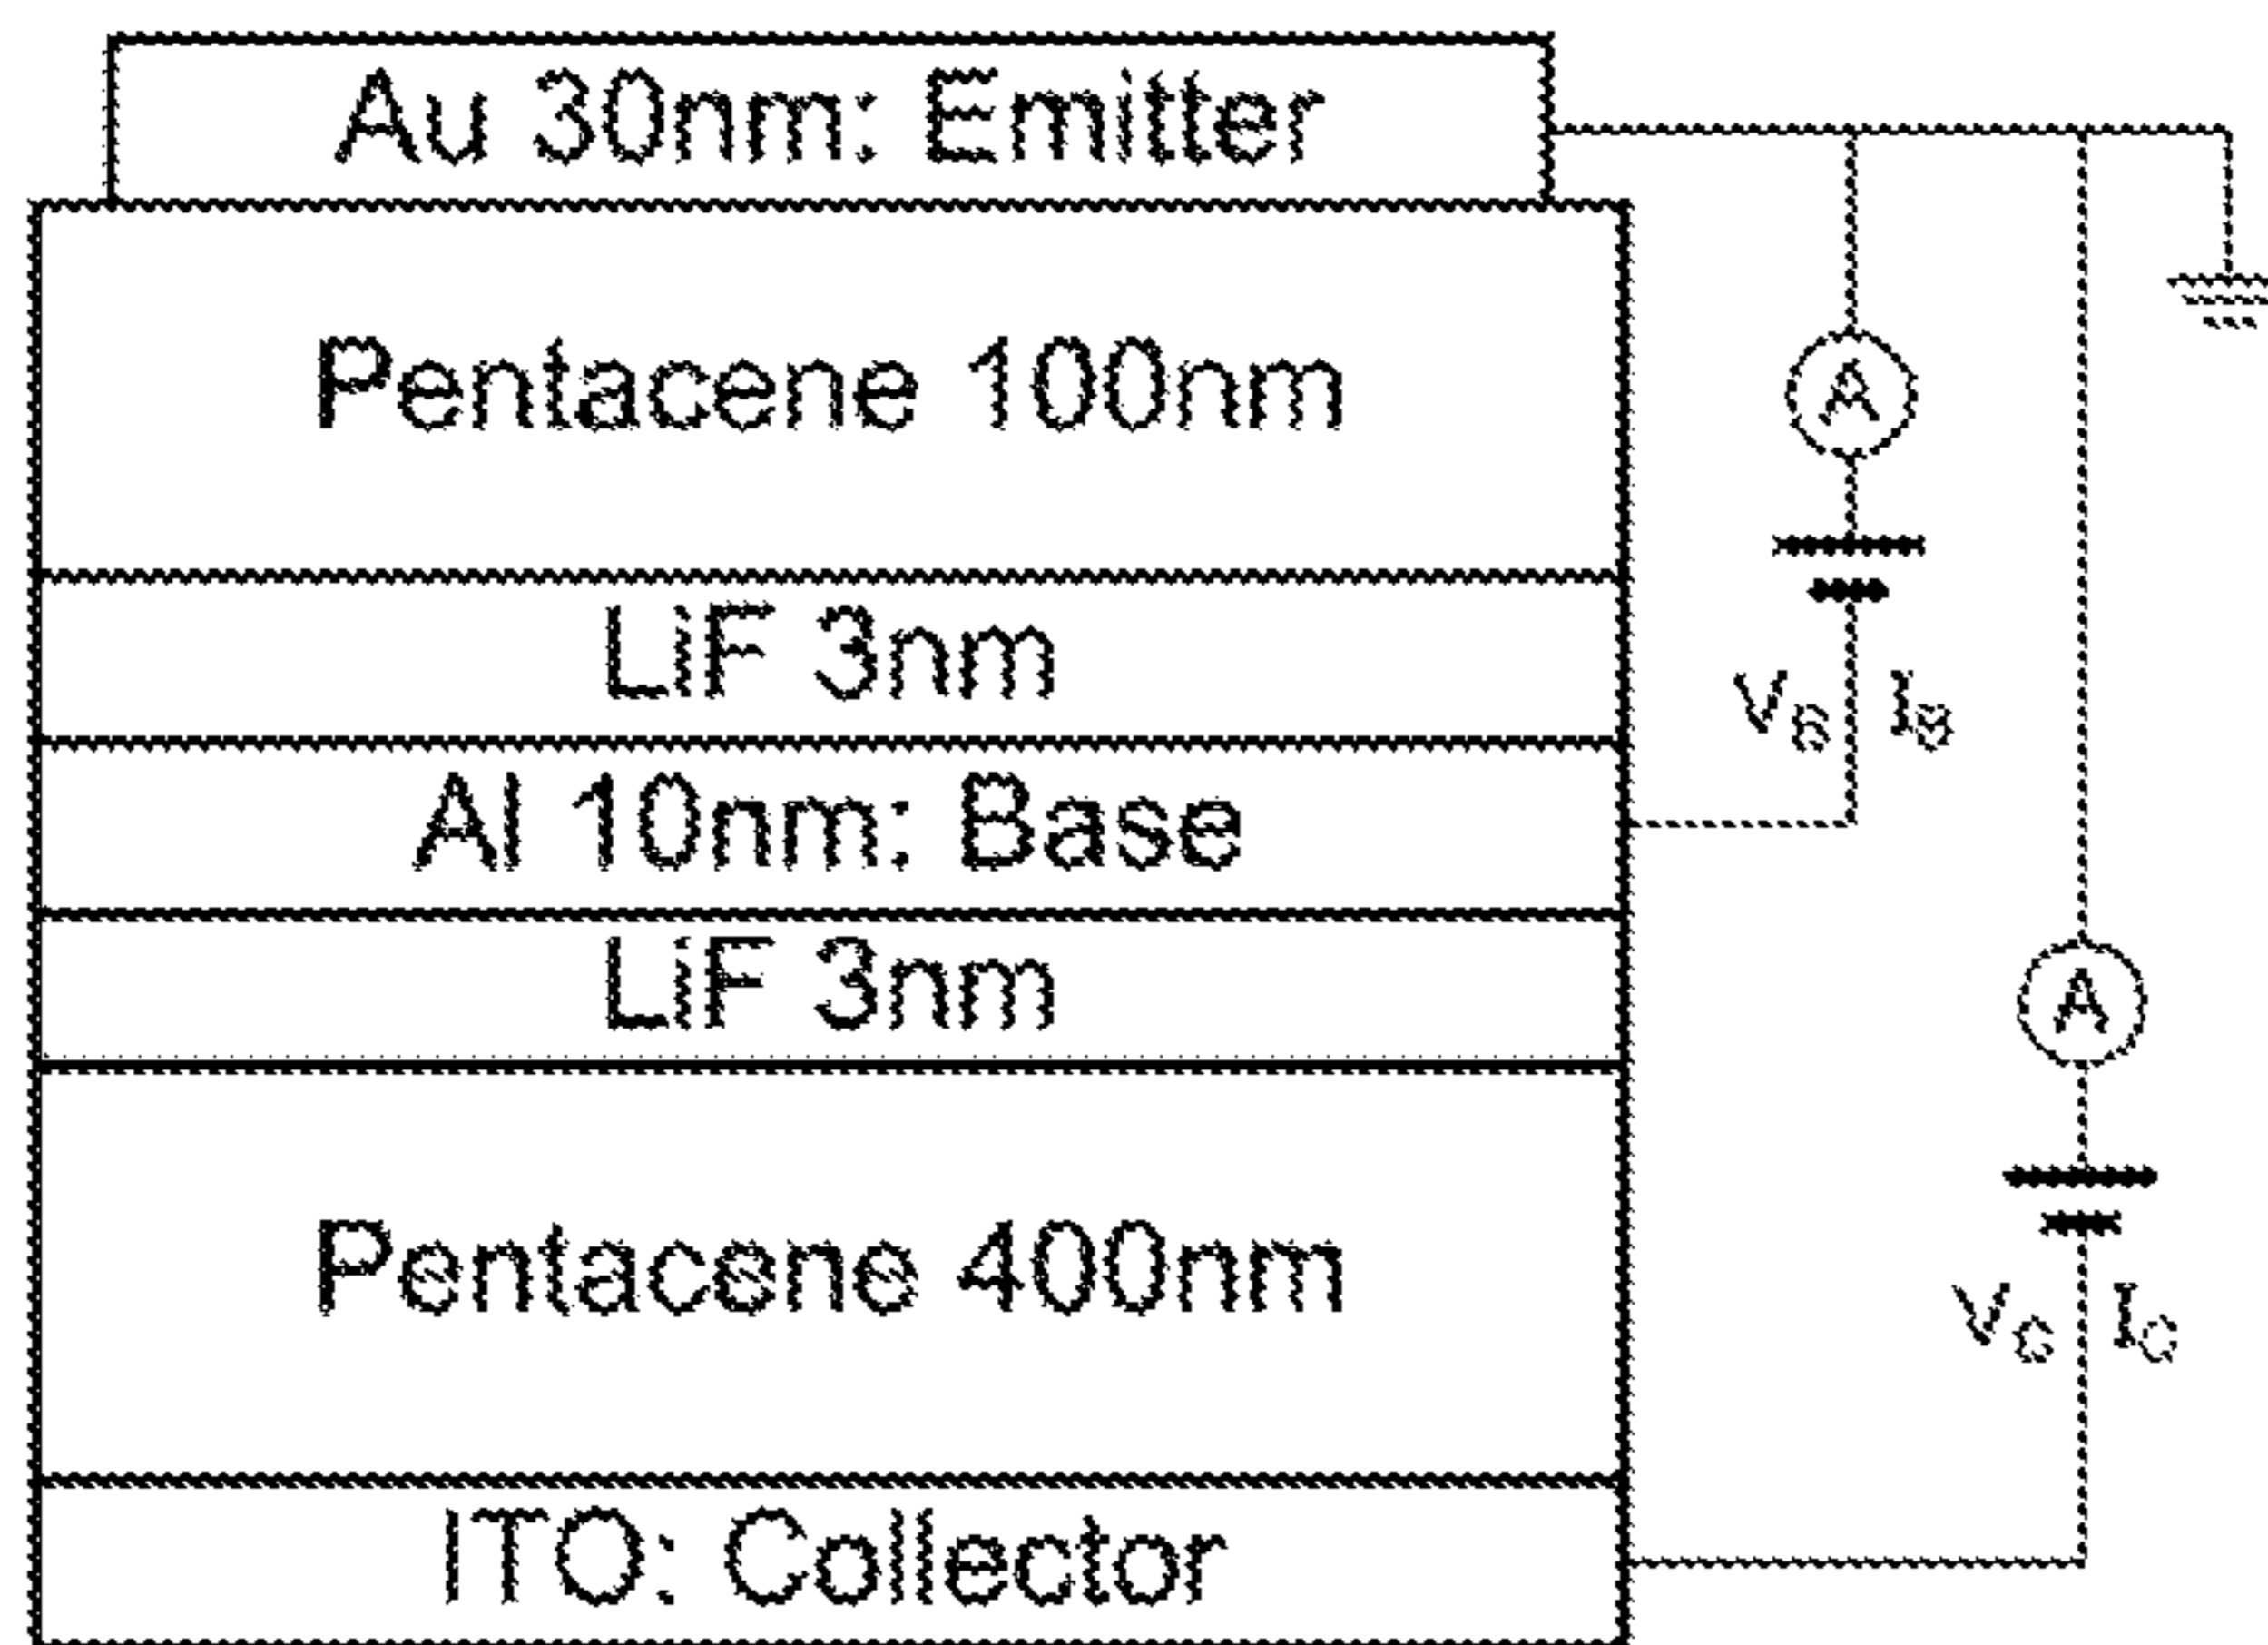 Au 30nm: Emitter
Pentacene 100nm
A
LiF 3nm
V_B I_B
Al 10nm: Base
LiF 3nm
A
Pentacene 400nm
V_C I_C
ITO: Collector